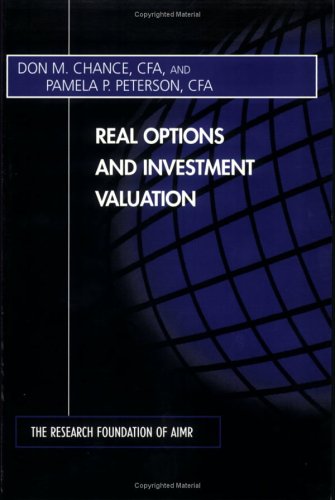 Copyrighted Material
DON M. CHANCE, CFA, AND
PAMELA P. PETERSON, CFA
REAL OPTIONS
AND INVESTMENT
VALUATION
THE RESEARCH FOUNDATION OF AIMR
Copyrighted Material